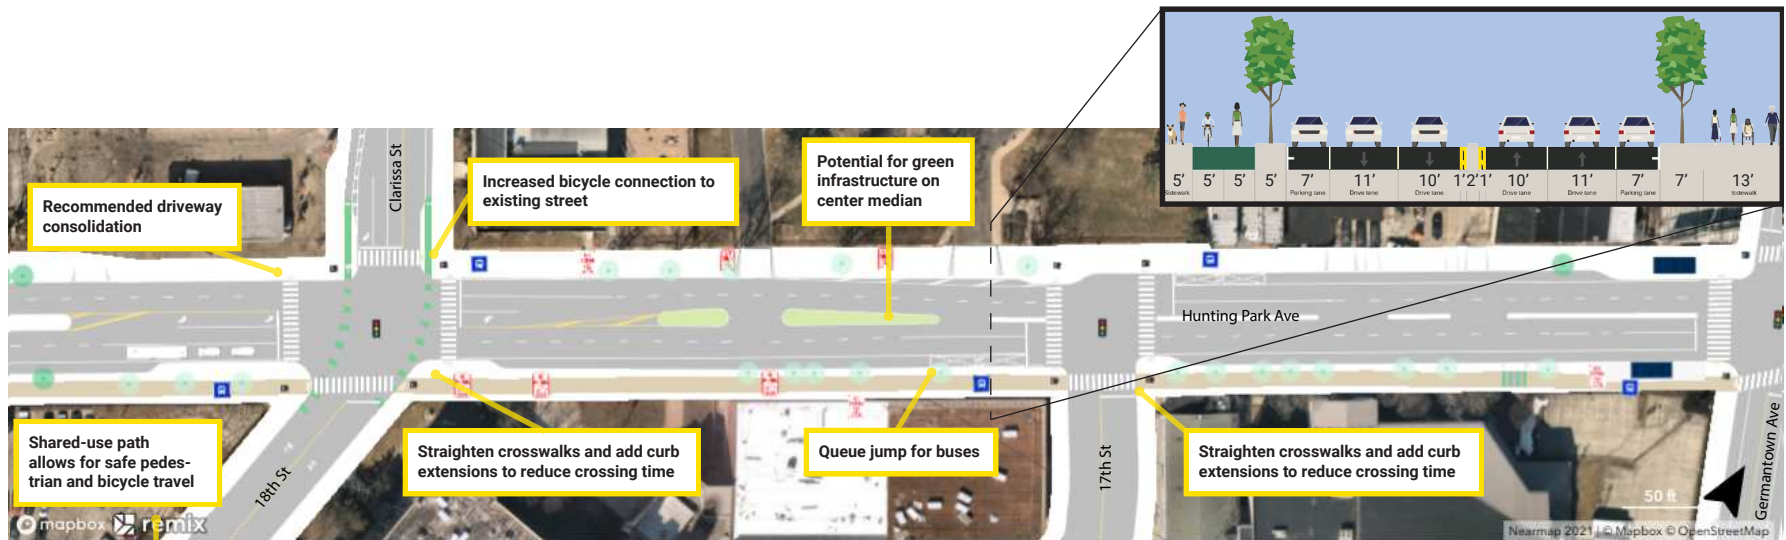 5' 5' 5' 5' 7' 11' 10' 1' 2' 1' 10' 11' 7' 7' 13'
Sidewalk Parking lane Drive lane Drive lane Drive lane Drive lane Parking lane Sidewalk
Clarissa St
Recommended driveway
consolidation
Increased bicycle connection to
existing street
Potential for green
infrastructure on
center median
Hunting Park Ave
Shared-use path
allows for safe pedes-
trian and bicycle travel
18th St
Straighten crosswalks and add curb
extensions to reduce crossing time
Queue jump for buses
17th St
Straighten crosswalks and add curb
extensions to reduce crossing time
Germantown Ave
50 ft
mapbox remix
Nearmap 2021 | © Mapbox © OpenStreetMap